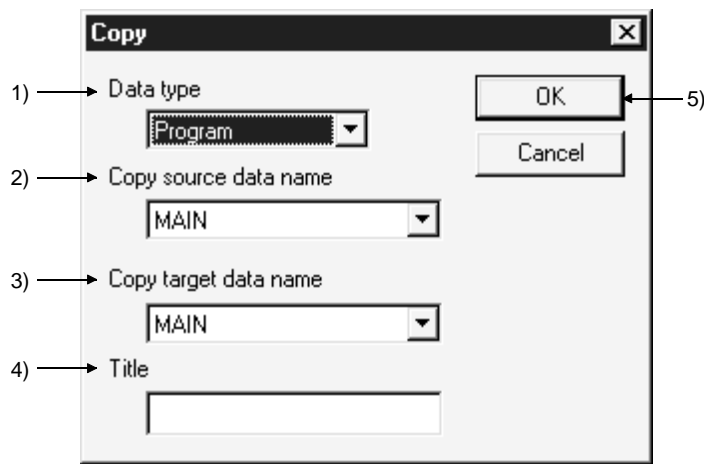 Copy
1) Data type
OK 5)
Program
Cancel
2) Copy source data name
MAIN
3) Copy target data name
MAIN
4) Title